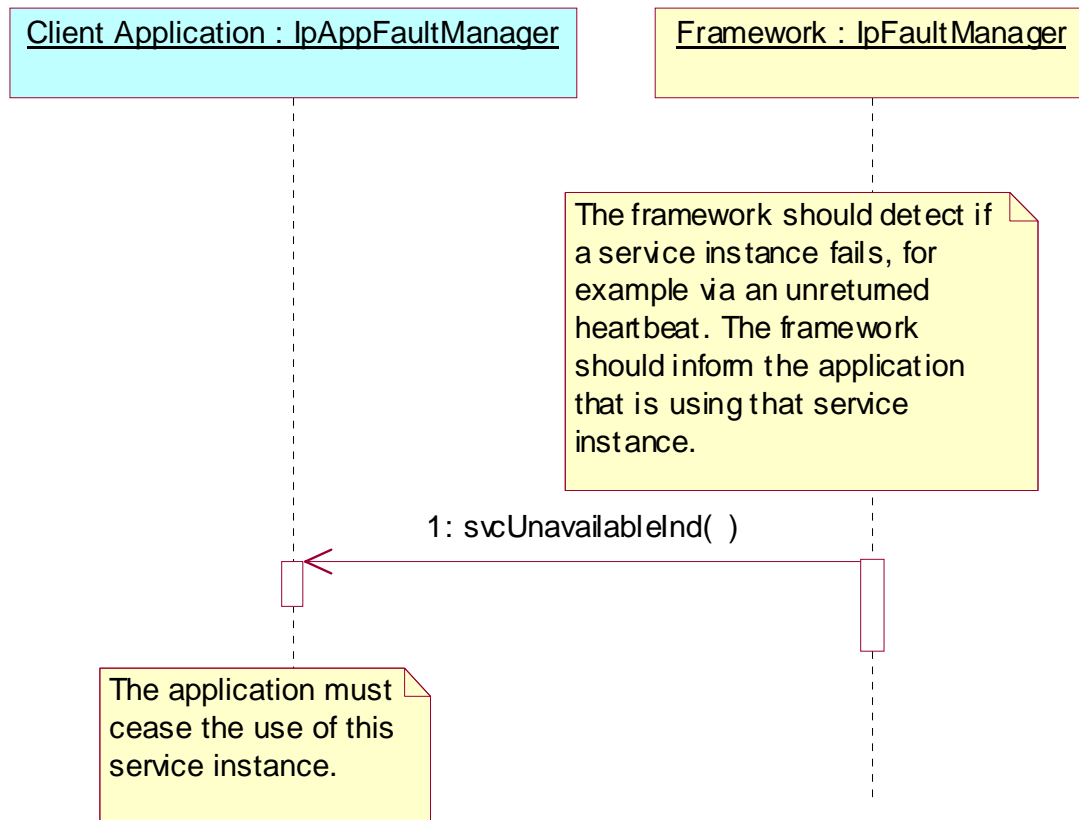 Client Application : IpAppFaultManager
Framework : IpFaultManager
The framework should detect if
a service instance fails, for
example via an unreturned
heartbeat. The framework
should inform the application
that is using that service
instance.
1: svcUnavailableInd( )
The application must
cease the use of this
service instance.